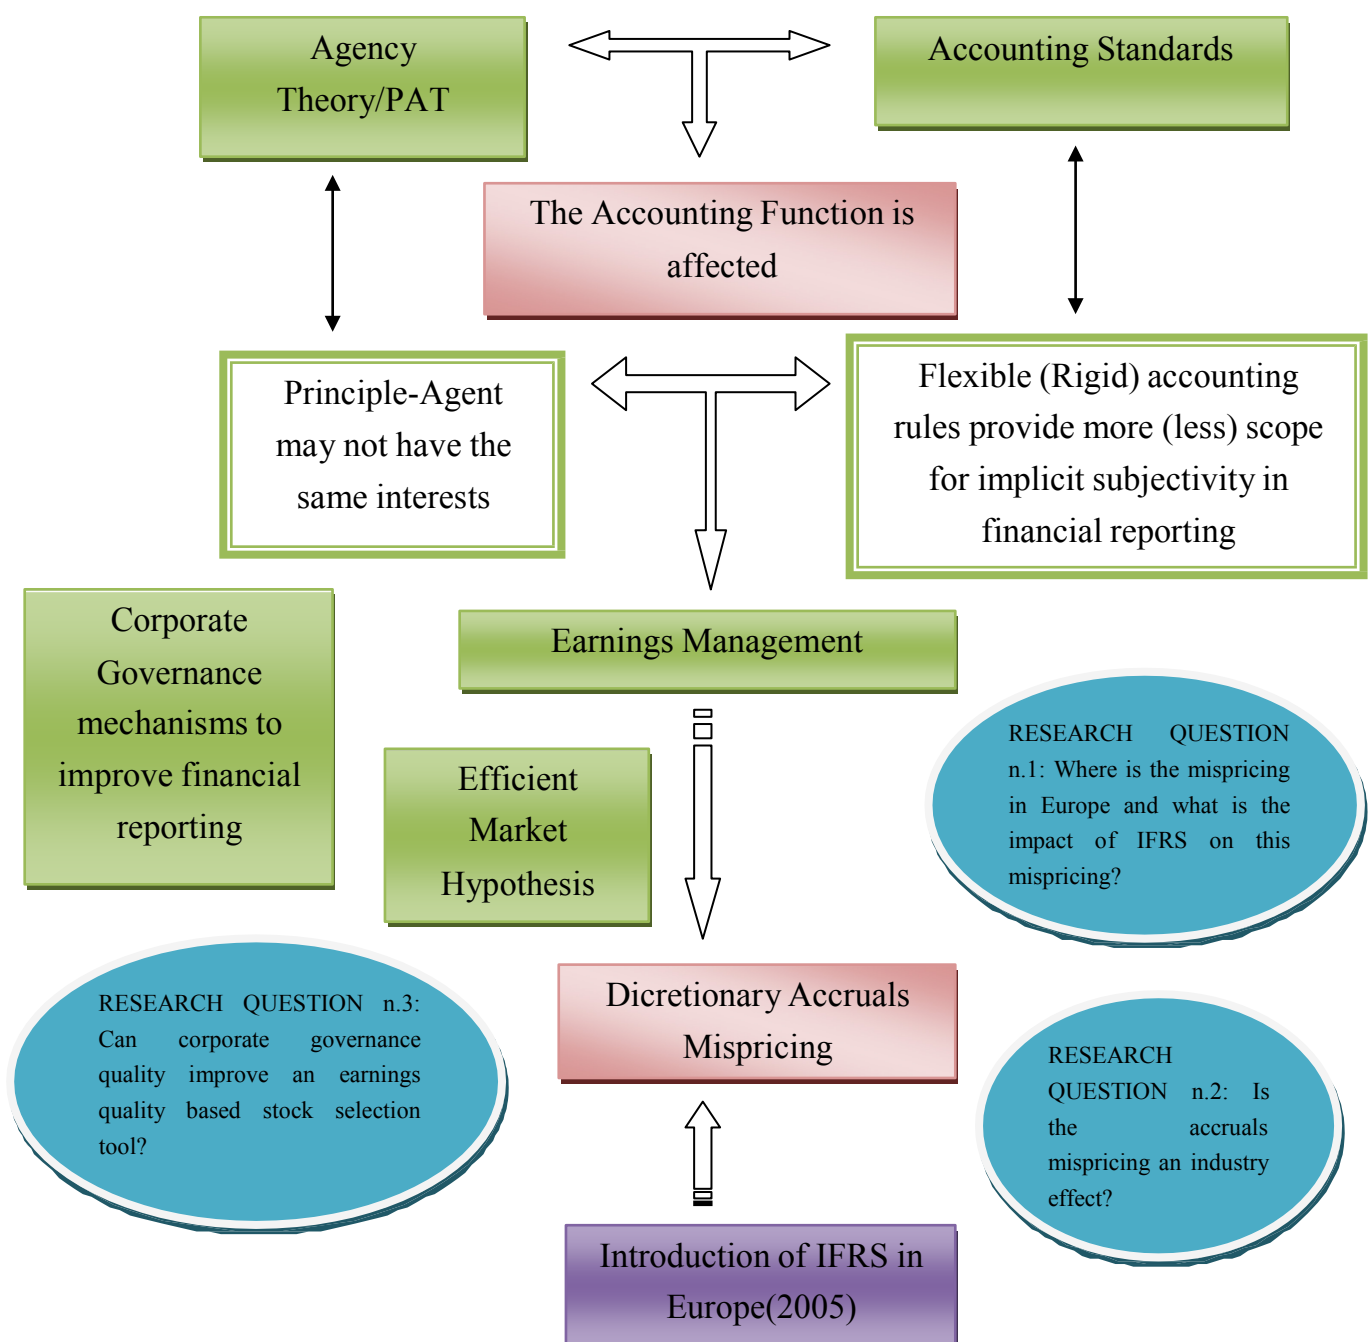 Agency
Theory/PAT
Accounting Standards
The Accounting Function is
affected
Principle-Agent
may not have the
same interests
Flexible (Rigid) accounting
rules provide more (less) scope
for implicit subjectivity in
financial reporting
Corporate
Governance
mechanisms to
improve financial
reporting
Earnings Management
Efficient
Market
Hypothesis
RESEARCH QUESTION
n.1: Where is the mispricing
in Europe and what is the
impact of IFRS on this
mispricing?
RESEARCH QUESTION n.3:
Can corporate governance
quality improve an earnings
quality based stock selection
tool?
Dicretionary Accruals
Mispricing
RESEARCH
QUESTION n.2: Is
the accruals
mispricing an industry
effect?
Introduction of IFRS in
Europe(2005)